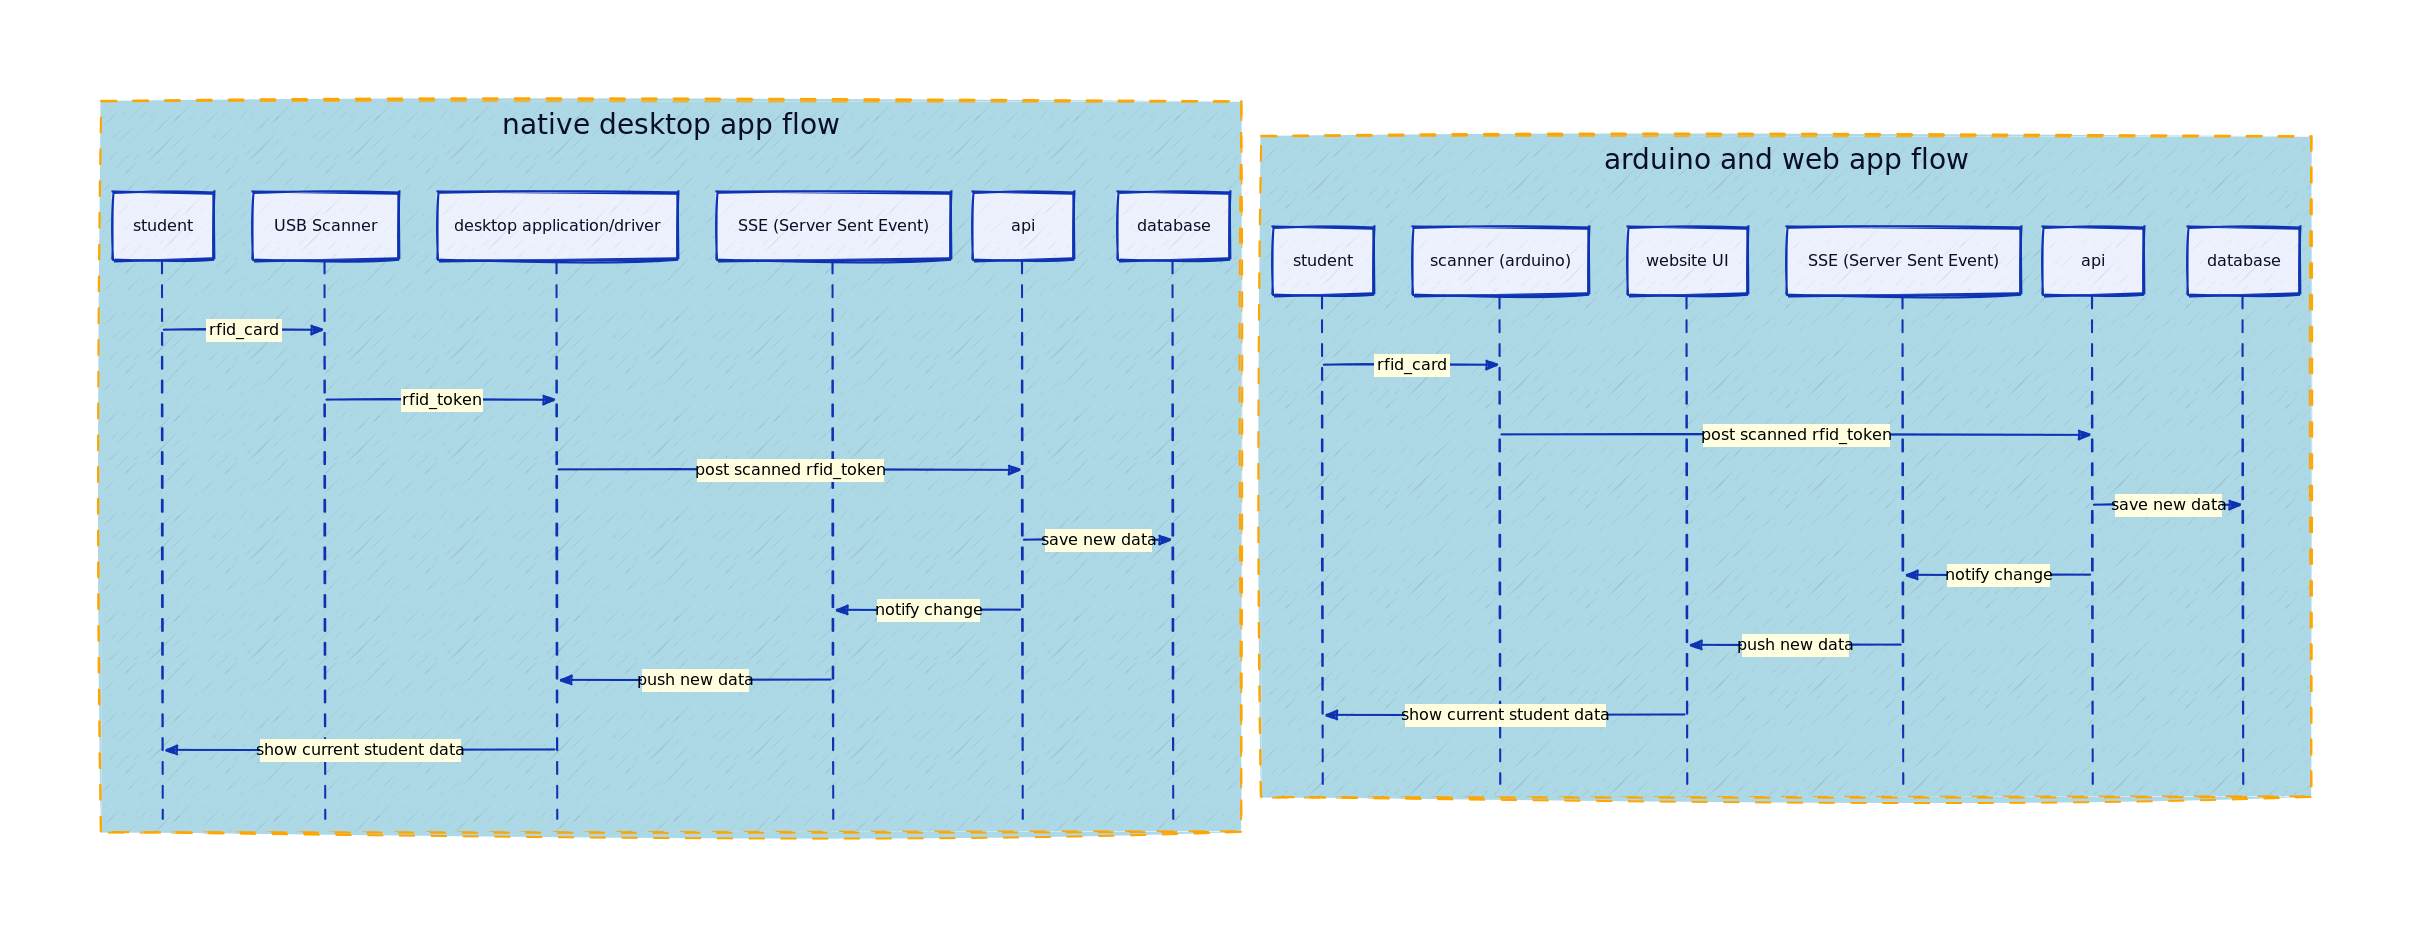 native desktop app flow
student
USB Scanner
desktop application/driver
SSE (Server Sent Event)
api
database
rfid_card
rfid_token
post scanned rfid_token
save new data
notify change
push new data
show current student data
arduino and web app flow
student
scanner (arduino)
website UI
SSE (Server Sent Event)
api
database
rfid_card
post scanned rfid_token
save new data
notify change
push new data
show current student data